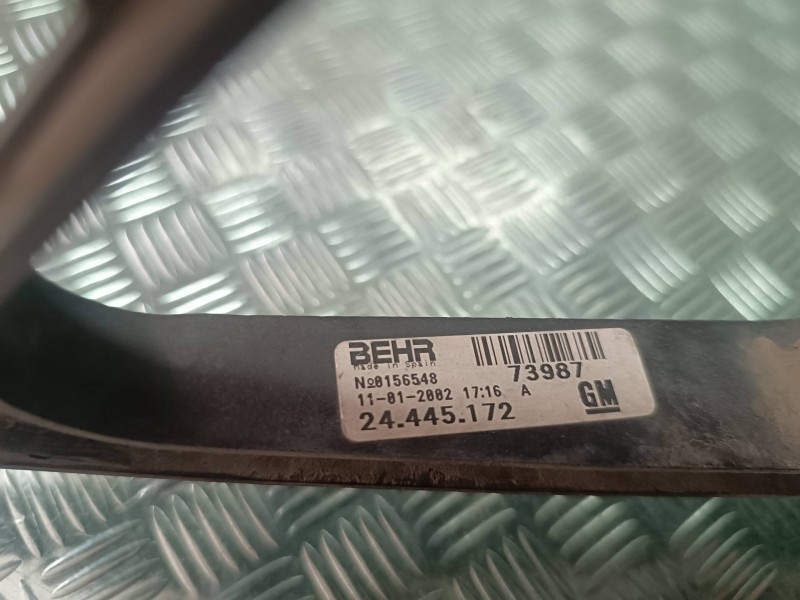 BEHR
Made in Spain
73987
№0156548
11-01-2002 17:16 A
24.445.172
GM